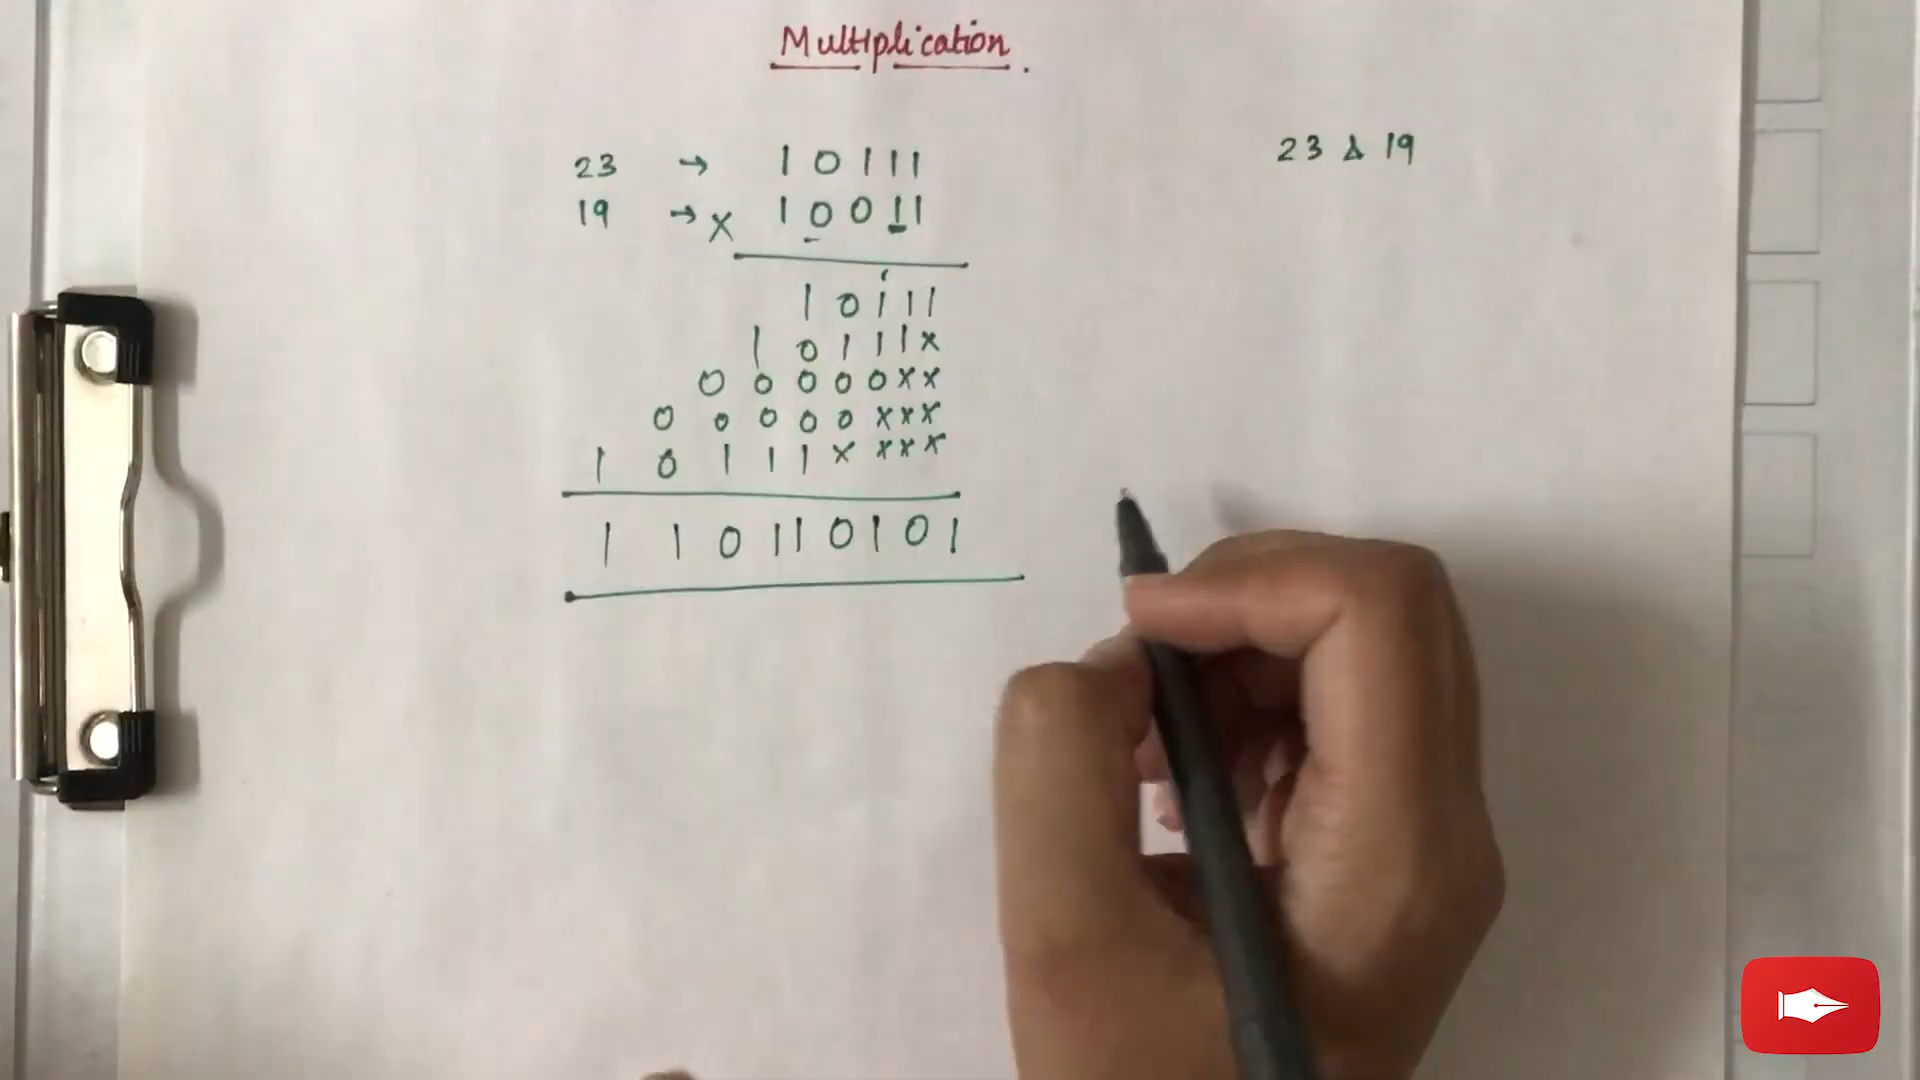 Multiplication.
23 → 10111 23 & 19
19 → X 10011
10111
10111x
00000xx
00000xxx
10111xxxx
110110101